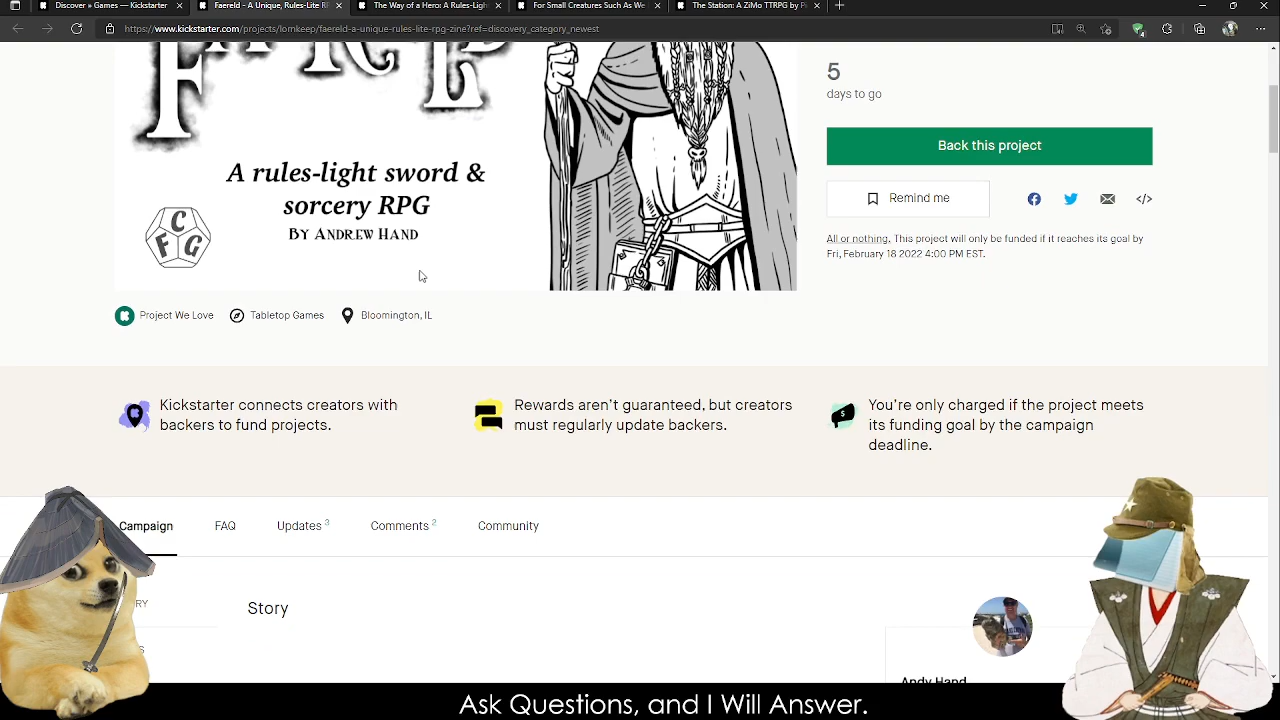 Discover » Games — Kickstarter
Faereld - A Unique, Rules-Lite RP
The Way of a Hero A Rules-Light
For Small Creatures Such As We
The Station: A ZiMo TTRPG by P
https://www.kickstarter.com/projects/lornkeep/faereld-a-unique-rules-lite-rpg-zine?ref=discovery_category_newest
A rules-light sword &
sorcery RPG
By Andrew Hand
C
F G
5
days to go
Back this project
Remind me
All or nothing. This project will only be funded if it reaches its goal by
Fri, February 18 2022 4:00 PM EST.
Project We Love
Tabletop Games
Bloomington, IL
Kickstarter connects creators with
backers to fund projects.
Rewards aren't guaranteed, but creators
must regularly update backers.
You're only charged if the project meets
its funding goal by the campaign
deadline.
Campaign
FAQ
Updates 3
Comments 2
Community
Story
Andy Hand
Ask Questions, and I Will Answer.